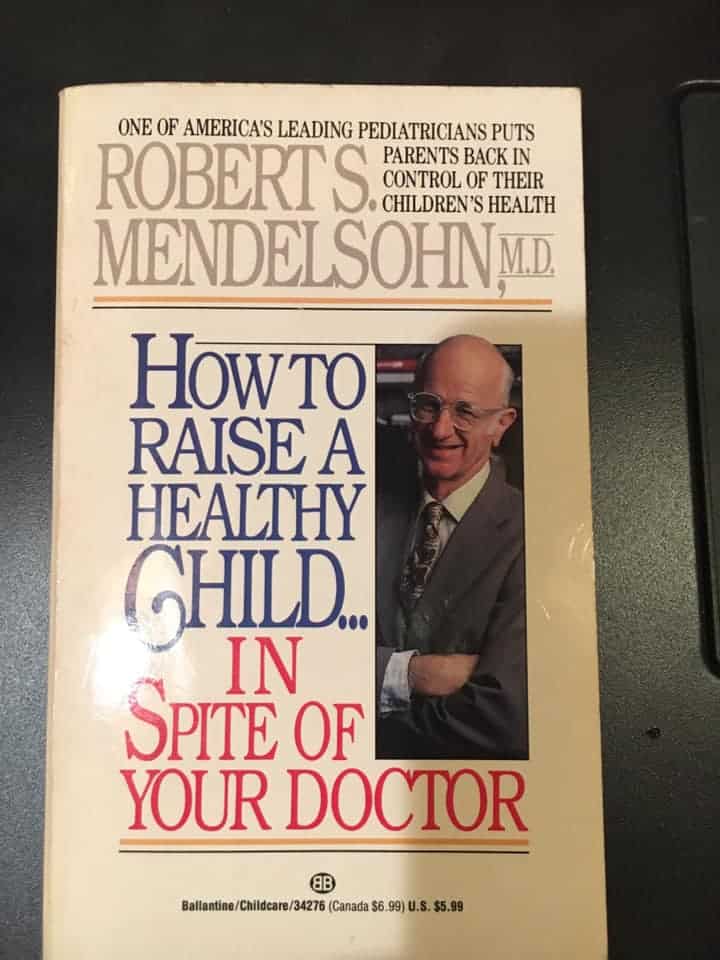 ONE OF AMERICA'S LEADING PEDIATRICIANS PUTS
PARENTS BACK IN
CONTROL OF THEIR
CHILDREN'S HEALTH
ROBERT S.
MENDELSOHN, M.D.
HOW TO
RAISE A
HEALTHY
CHILD...
IN
SPITE OF
YOUR DOCTOR
BB
Ballantine/Childcare/34276 (Canada $6.99) U.S. $5.99